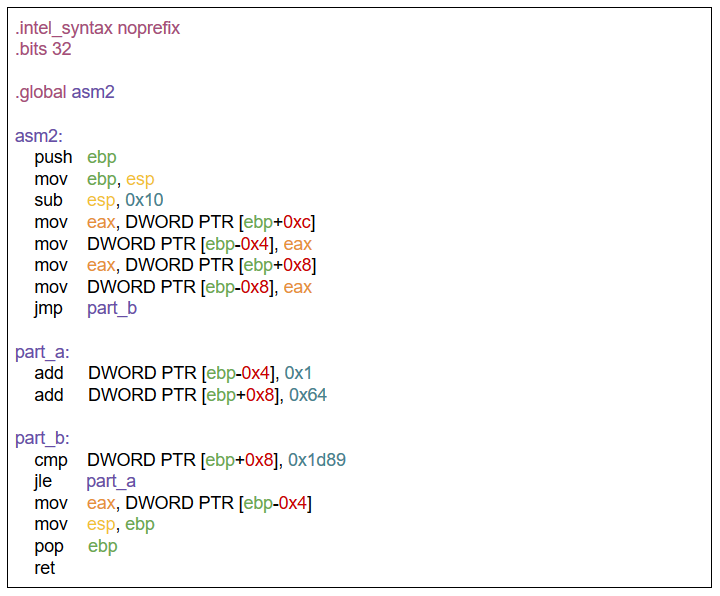 .intel_syntax noprefix
.bits 32
.global asm2
asm2:
push ebp
mov ebp, esp
sub esp, 0x10
mov eax, DWORD PTR [ebp+0xc]
mov DWORD PTR [ebp-0x4], eax
mov eax, DWORD PTR [ebp+0x8]
mov DWORD PTR [ebp-0x8], eax
jmp part_b
part_a:
add DWORD PTR [ebp-0x4], 0x1
add DWORD PTR [ebp+0x8], 0x64
part_b:
cmp DWORD PTR [ebp+0x8], 0x1d89
jle part_a
mov eax, DWORD PTR [ebp-0x4]
mov esp, ebp
pop ebp
ret